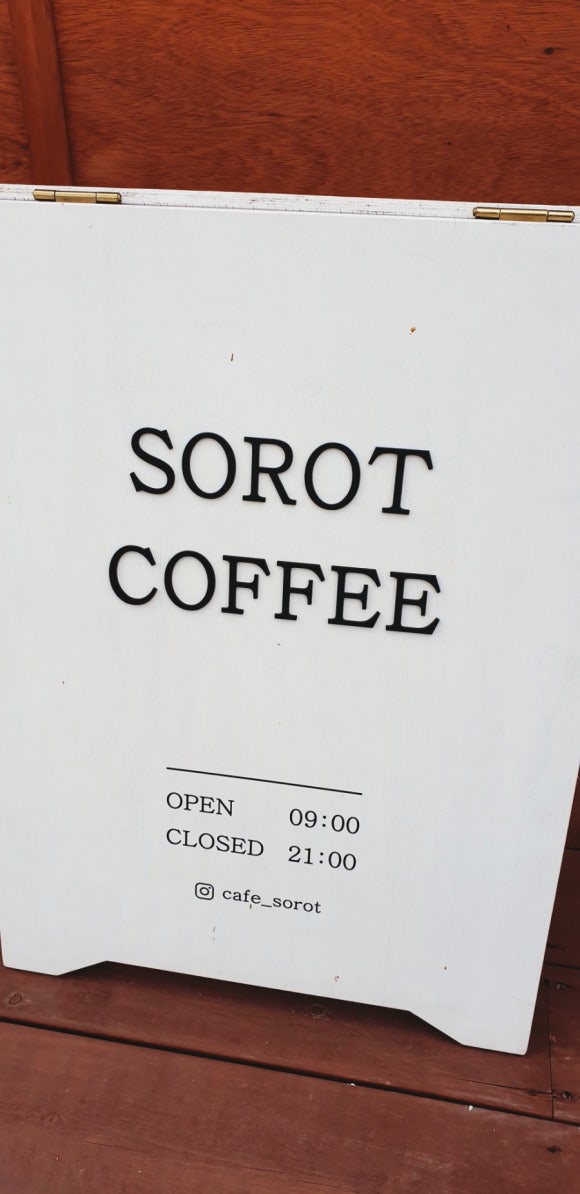 SOROT
COFFEE
OPEN 09:00
CLOSED 21:00
cafe_sorot